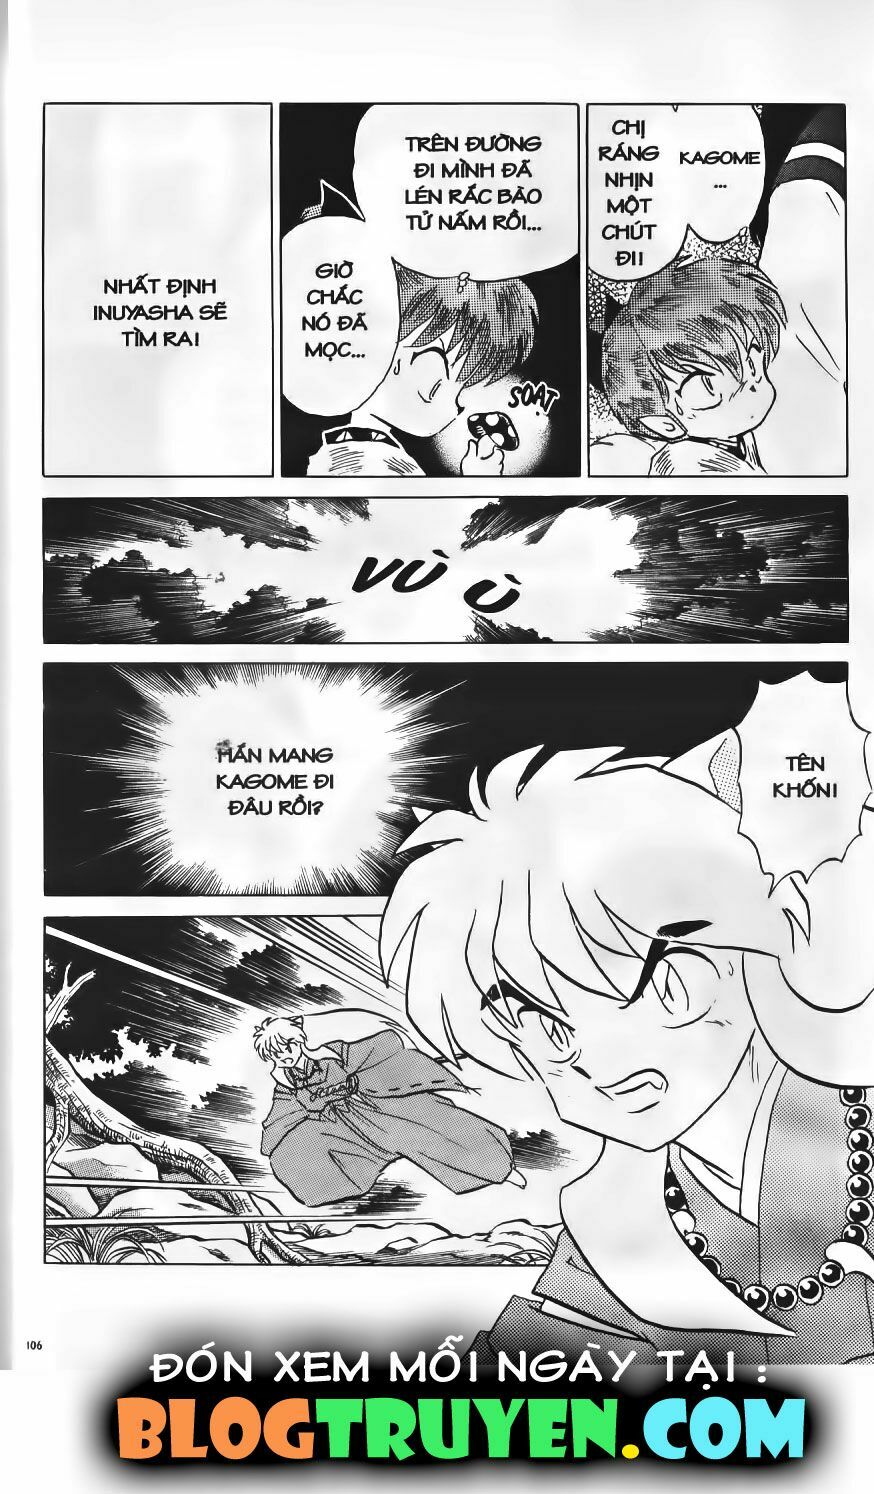 KAGOME
...
CHỊ
RÁNG
NHỊN
MỘT
CHÚT
ĐI!
TRÊN ĐƯỜNG
ĐI MÌNH ĐÃ
LÉN RẮC BÀO
TỬ NẤM RỒI...
GIỜ
CHẮC
NÓ ĐÃ
MỌC...
SOẠT
NHẤT ĐỊNH
INUYASHA SẼ
TÌM RA!
VÙ Ù
TÊN
KHỐN!
HẮN MANG
KAGOME ĐI
ĐÂU RỒI?
106
ĐÓN XEM MỖI NGÀY TẠI :
BLOGTRUYEN.COM